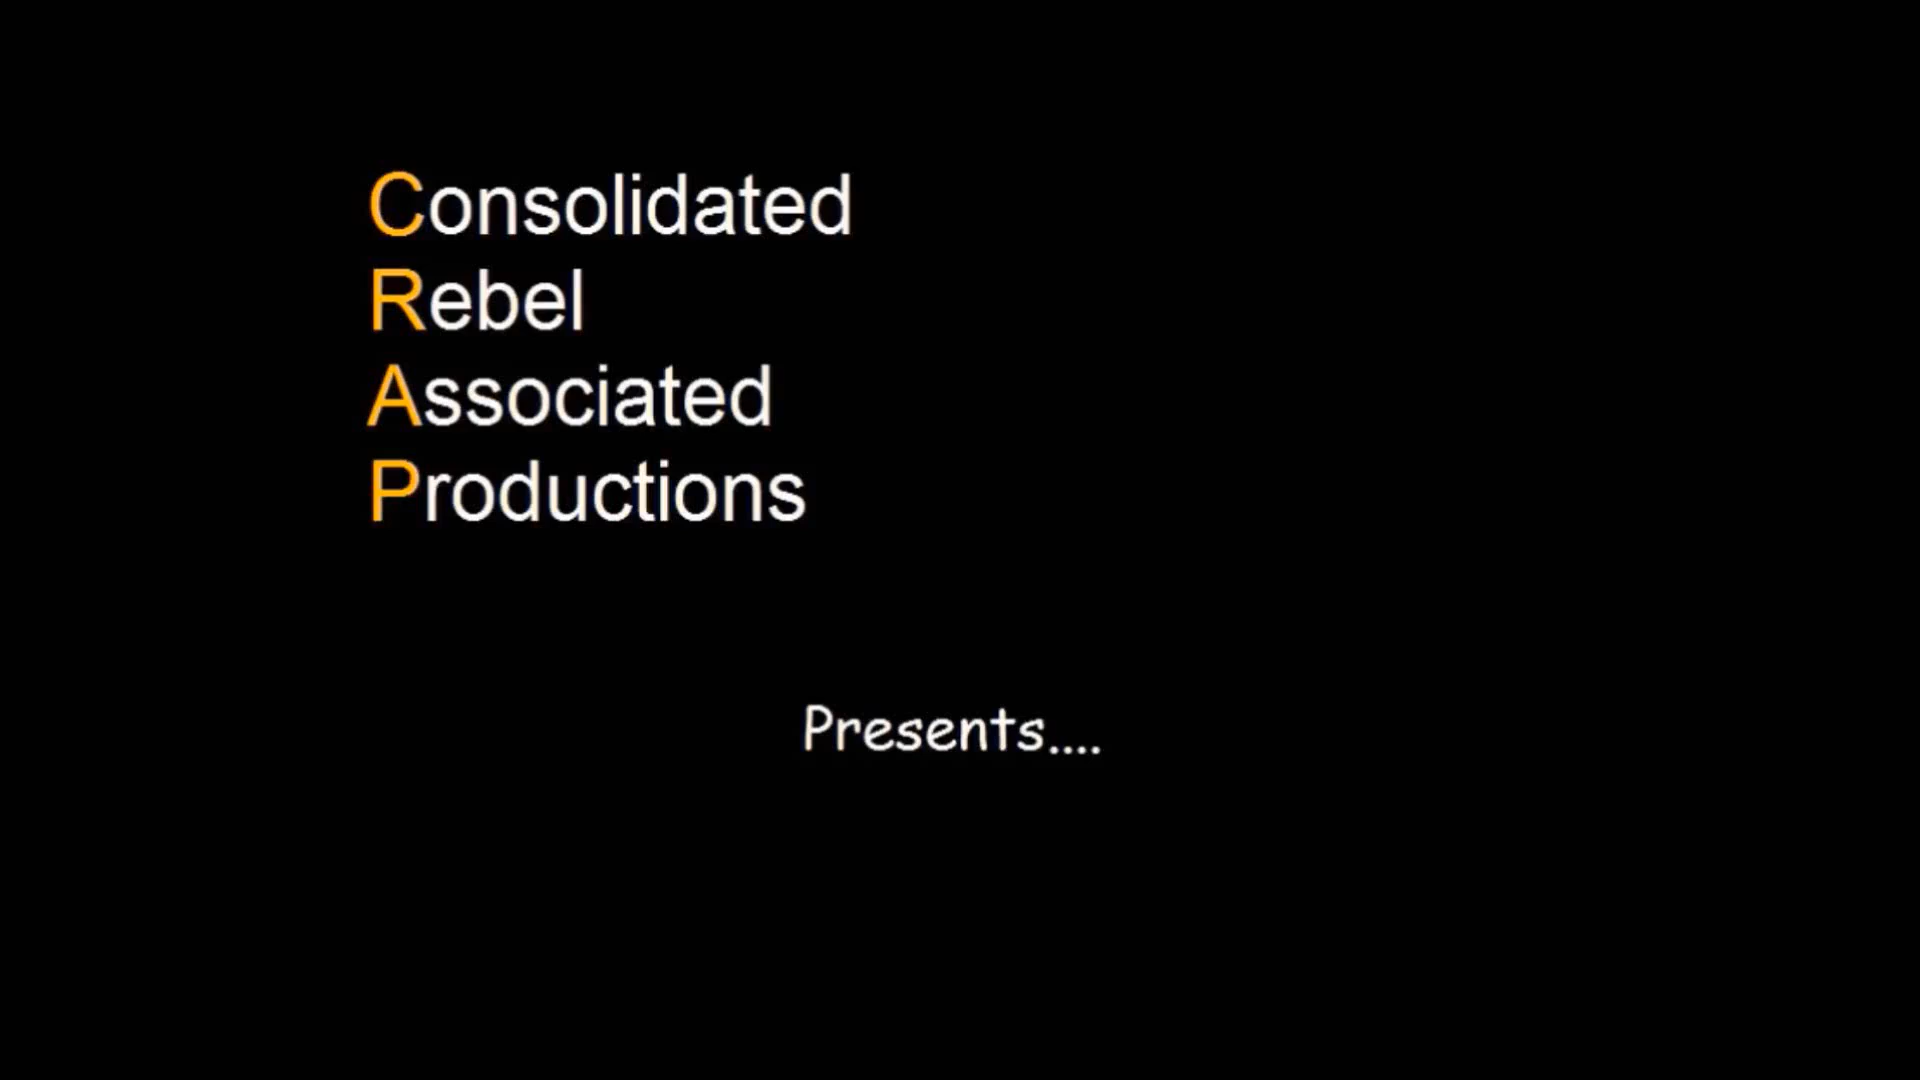 Consolidated
Rebel
Associated
Productions
Presents....